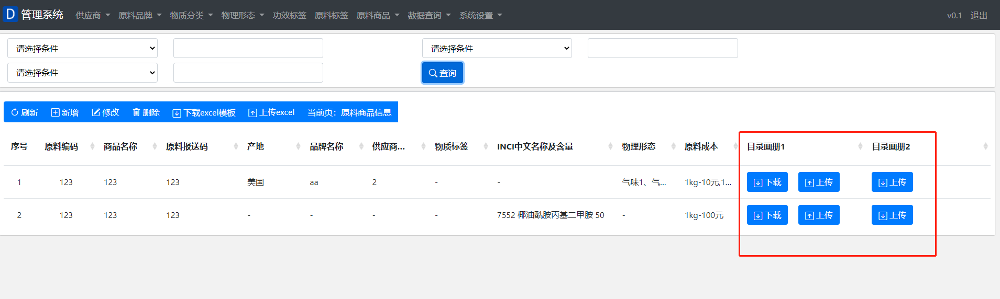 D 管理系统 供应商 原料品牌 物质分类 物理形态 功效标签 原料标签 原料商品 数据查询 系统设置 v0.1 退出
请选择条件 请选择条件
请选择条件 查询
刷新 新增 修改 删除 下载excel模板 上传excel 当前页：原料商品信息
序号 原料编码 商品名称 原料报送码 产地 品牌名称 供应商... 物质标签 INCI中文名称及含量 物理形态 原料成本 目录画册1 目录画册2
1 123 123 123 美国 aa 2 - - 气味1、气... 1kg-10元,1... 下载 上传 上传
2 123 123 123 - - - - 7552 椰油酰胺丙基二甲胺 50 - 1kg-100元 下载 上传 上传